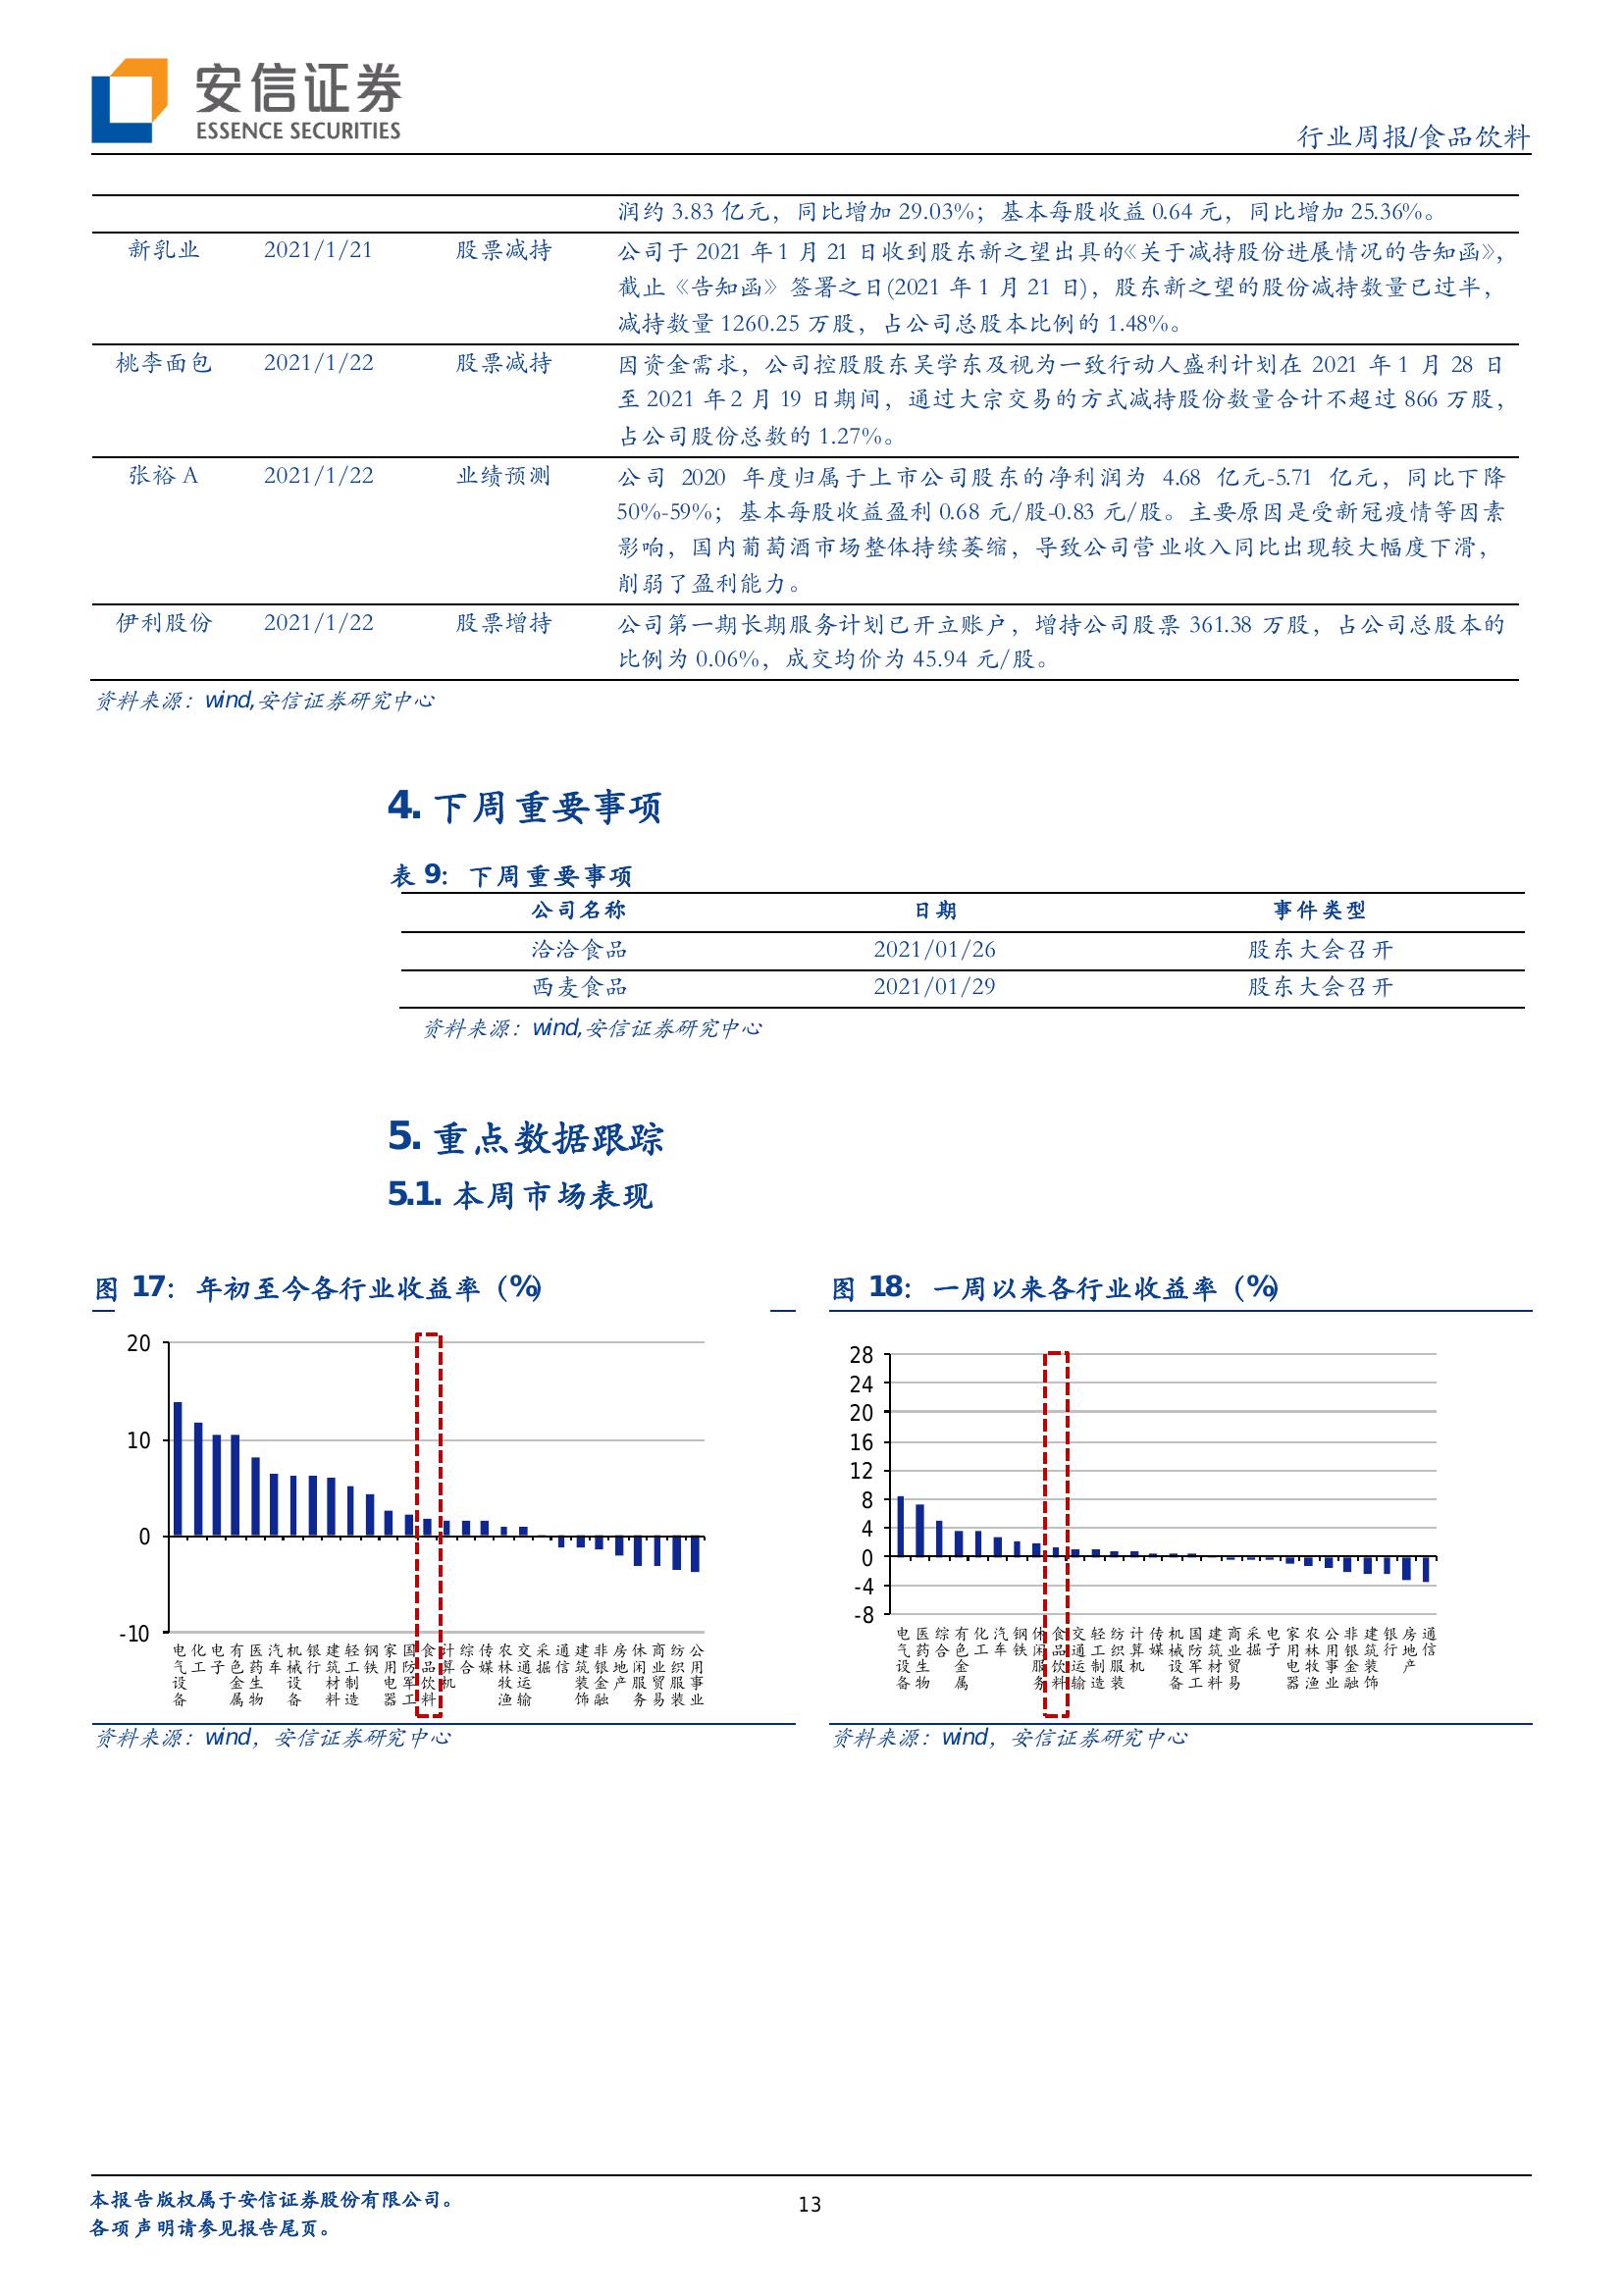 安信证券
ESSENCE SECURITIES
行业周报/食品饮料
润约 3.83 亿元，同比增加 29.03%；基本每股收益 0.64 元，同比增加 25.36%。
新乳业 2021/1/21 股票减持 公司于 2021 年 1 月 21 日收到股东新之望出具的《关于减持股份进展情况的告知函》，
截止《告知函》签署之日(2021 年 1 月 21 日)，股东新之望的股份减持数量已过半，
减持数量 1260.25 万股，占公司总股本比例的 1.48%。
桃李面包 2021/1/22 股票减持 因资金需求，公司控股股东吴学东及视为一致行动人盛利计划在 2021 年 1 月 28 日
至 2021 年 2 月 19 日期间，通过大宗交易的方式减持股份数量合计不超过 866 万股，
占公司股份总数的 1.27%。
张裕 A 2021/1/22 业绩预测 公司 2020 年度归属于上市公司股东的净利润为 4.68 亿元-5.71 亿元，同比下降
50%-59%；基本每股收益盈利 0.68 元/股-0.83 元/股。主要原因是受新冠疫情等因素
影响，国内葡萄酒市场整体持续萎缩，导致公司营业收入同比出现较大幅度下滑，
削弱了盈利能力。
伊利股份 2021/1/22 股票增持 公司第一期长期服务计划已开立账户，增持公司股票 361.38 万股，占公司总股本的
比例为 0.06%，成交均价为 45.94 元/股。
资料来源：wind,安信证券研究中心
4. 下周重要事项
表 9：下周重要事项
公司名称 日期 事件类型
洽洽食品 2021/01/26 股东大会召开
西麦食品 2021/01/29 股东大会召开
资料来源：wind,安信证券研究中心
5. 重点数据跟踪
5.1. 本周市场表现
图 17：年初至今各行业收益率（%）
20
10
0
-10
电气设备 化工 电子 有色金属 医药生物 汽车 机械设备 银行 建筑材料 轻工制造 钢铁 家用电器 国防军工 食品饮料 计算机 综合 传媒 农林牧渔 交通运输 采掘 通信 建筑装饰 非银金融 房地产 休闲服务 商业贸易 纺织服装 公用事业
资料来源：wind，安信证券研究中心
图 18：一周以来各行业收益率（%）
28
24
20
16
12
8
4
0
-4
-8
电气设备 医药生物 综合 有色金属 化工 汽车 钢铁 休闲服务 食品饮料 交通运输 轻工制造 纺织服装 计算机 传媒 机械设备 国防军工 建筑材料 商业贸易 采掘 电子 家用电器 农林牧渔 公用事业 非银金融 建筑装饰 银行 房地产 通信
资料来源：wind，安信证券研究中心
本报告版权属于安信证券股份有限公司。
各项声明请参见报告尾页。
13